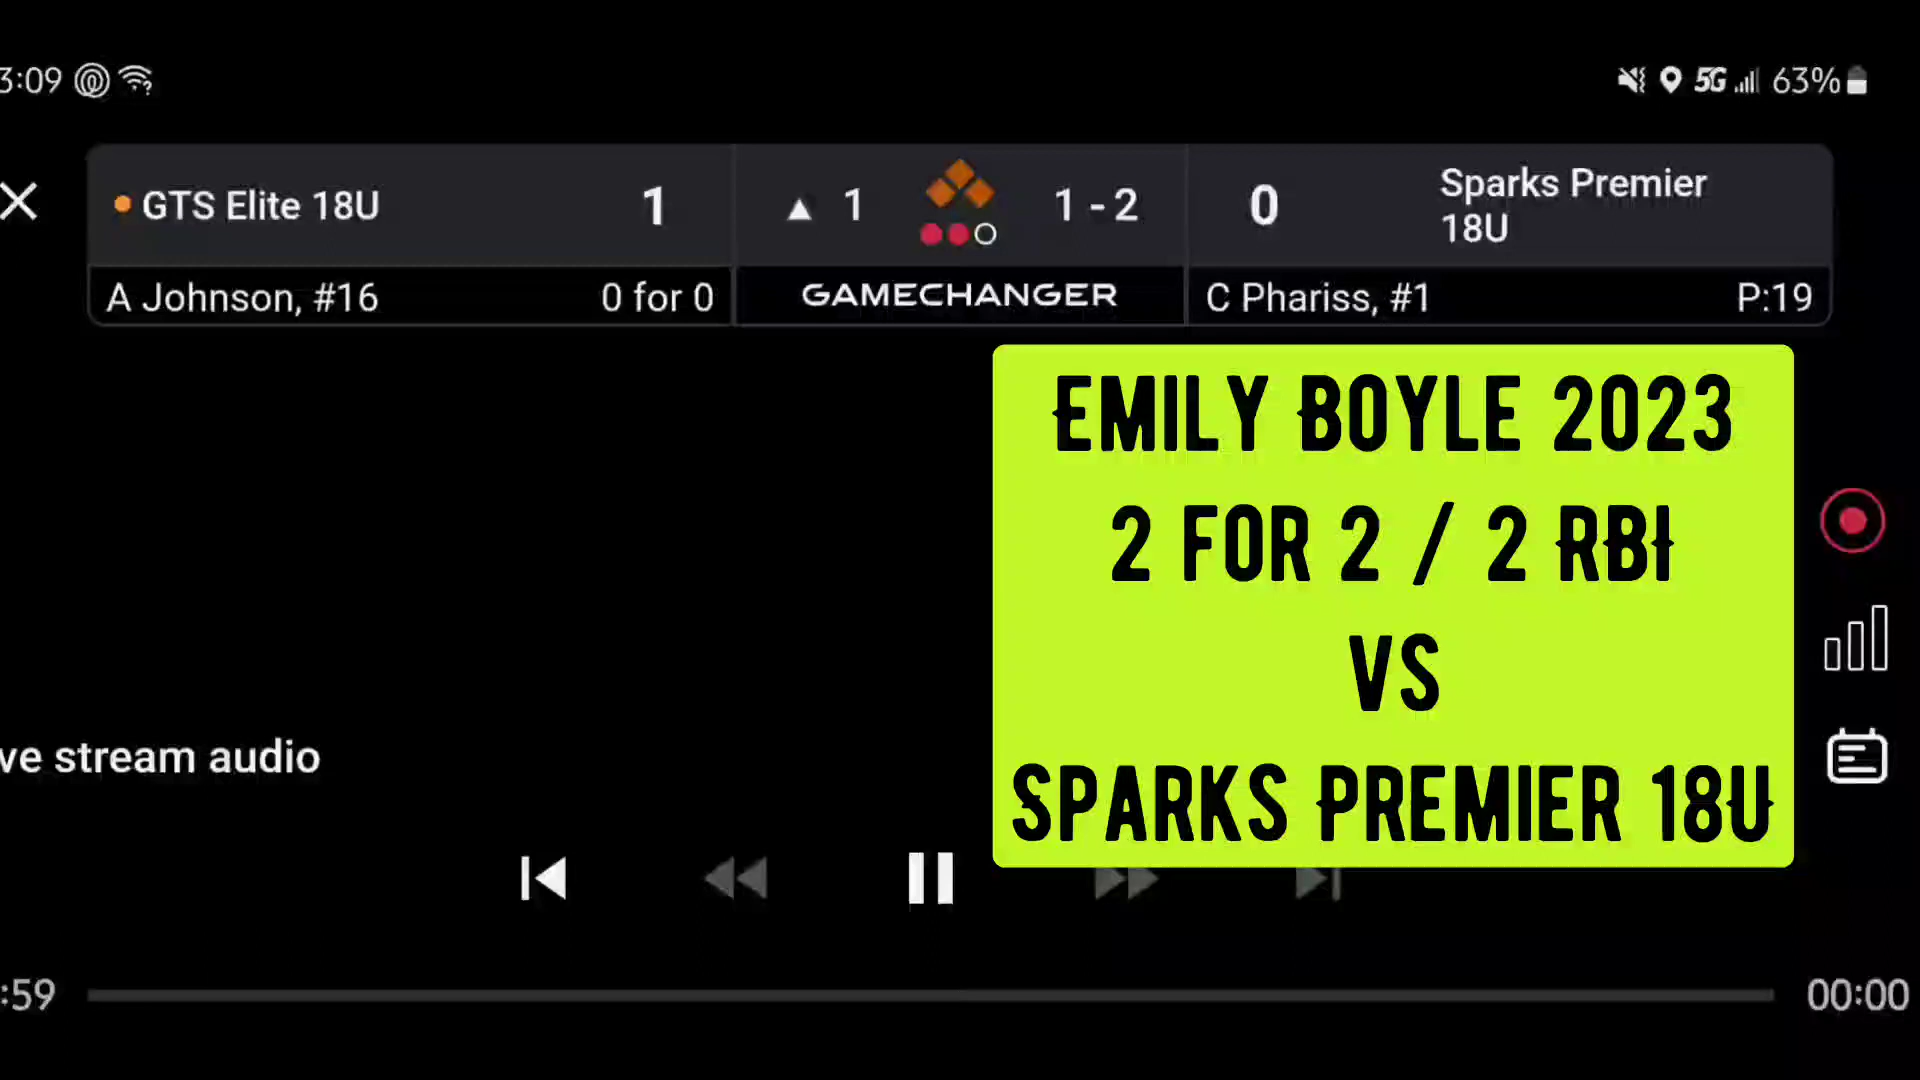 3:09
5G 63%
GTS Elite 18U 1 ▲ 1 1 - 2 0 Sparks Premier
18U
A Johnson, #16 0 for 0 GAMECHANGER C Phariss, #1 P:19
EMILY BOYLE 2023
2 FOR 2 / 2 RBI
VS
SPARKS PREMIER 18U
ve stream audio
:59 00:00